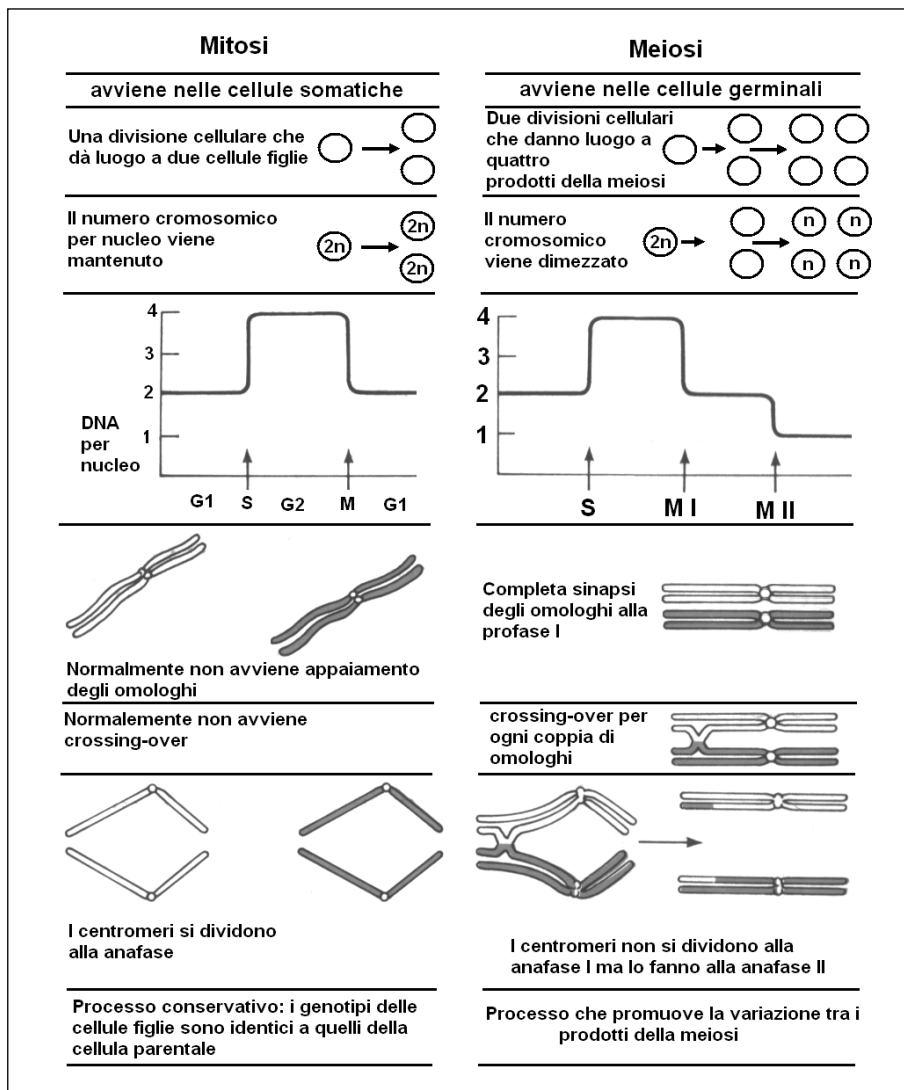 Mitosi
avviene nelle cellule somatiche
Una divisione cellulare che
dà luogo a due cellule figlie
Il numero cromosomico
per nucleo viene
mantenuto
2n
2n
2n
4
3
2
1
DNA
per
nucleo
G1 S G2 M G1
Normalmente non avviene appaiamento
degli omologhi
Normalemente non avviene
crossing-over
I centromeri si dividono
alla anafase
Processo conservativo: i genotipi delle
cellule figlie sono identici a quelli della
cellula parentale
Meiosi
avviene nelle cellule germinali
Due divisioni cellulari
che danno luogo a
quattro
prodotti della meiosi
Il numero
cromosomico
viene dimezzato
2n
n n
n n
4
3
2
1
S M I M II
Completa sinapsi
degli omologhi alla
profase I
crossing-over per
ogni coppia di
omologhi
I centromeri non si dividono alla
anafase I ma lo fanno alla anafase II
Processo che promuove la variazione tra i
prodotti della meiosi